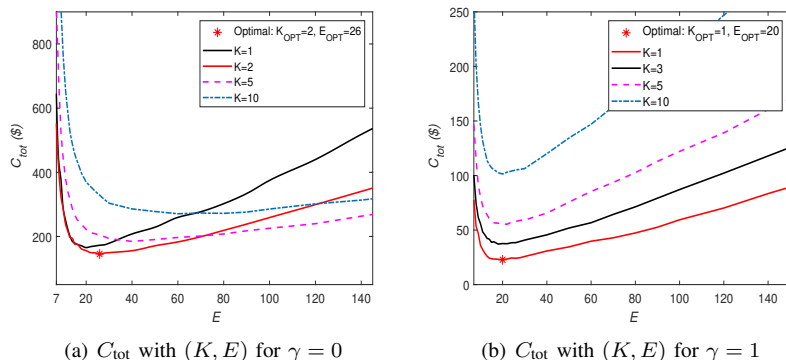 Optimal: K_OPT=2, E_OPT=26
K=1
K=2
K=5
K=10
C_tot ($)
800
600
400
200
7 20 40 60 80 100 120 140
E
(a) C_tot with (K, E) for γ = 0
Optimal: K_OPT=1, E_OPT=20
K=1
K=3
K=5
K=10
C_tot ($)
250
200
150
100
50
0
20 40 60 80 100 120 140
E
(b) C_tot with (K, E) for γ = 1